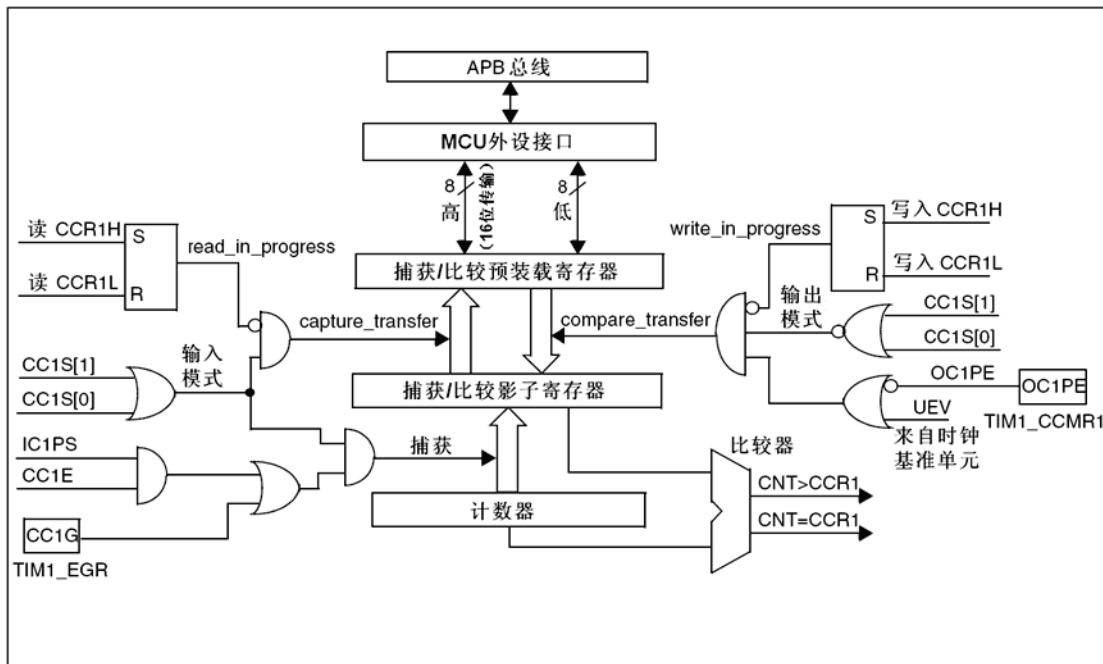 APB 总线
MCU外设接口
8
高
(16位传输)
8
低
读 CCR1H
S
read_in_progress
读 CCR1L
R
write_in_progress
S
写入 CCR1H
R
写入 CCR1L
捕获/比较预装载寄存器
capture_transfer
compare_transfer
输出
模式
CC1S[1]
CC1S[0]
CC1S[1]
输入
模式
CC1S[0]
捕获/比较影子寄存器
OC1PE
OC1PE
UEV
TIM1_CCMR1
来自时钟
基准单元
IC1PS
CC1E
捕获
比较器
CNT>CCR1
计数器
CNT=CCR1
CC1G
TIM1_EGR